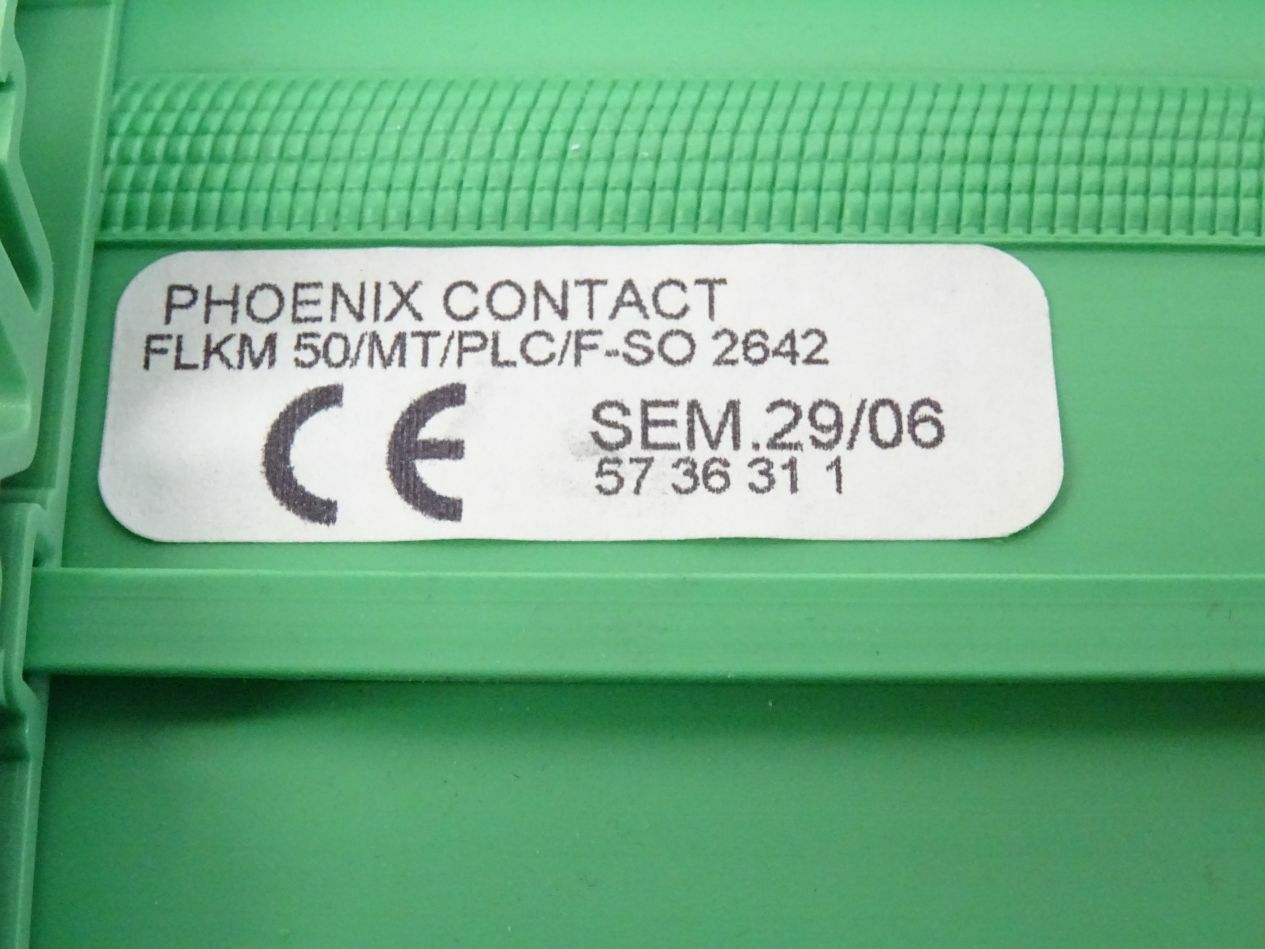 PHOENIX CONTACT
FLKM 50/MT/PLC/F-SO 2642
CE SEM.29/06
57 36 31 1